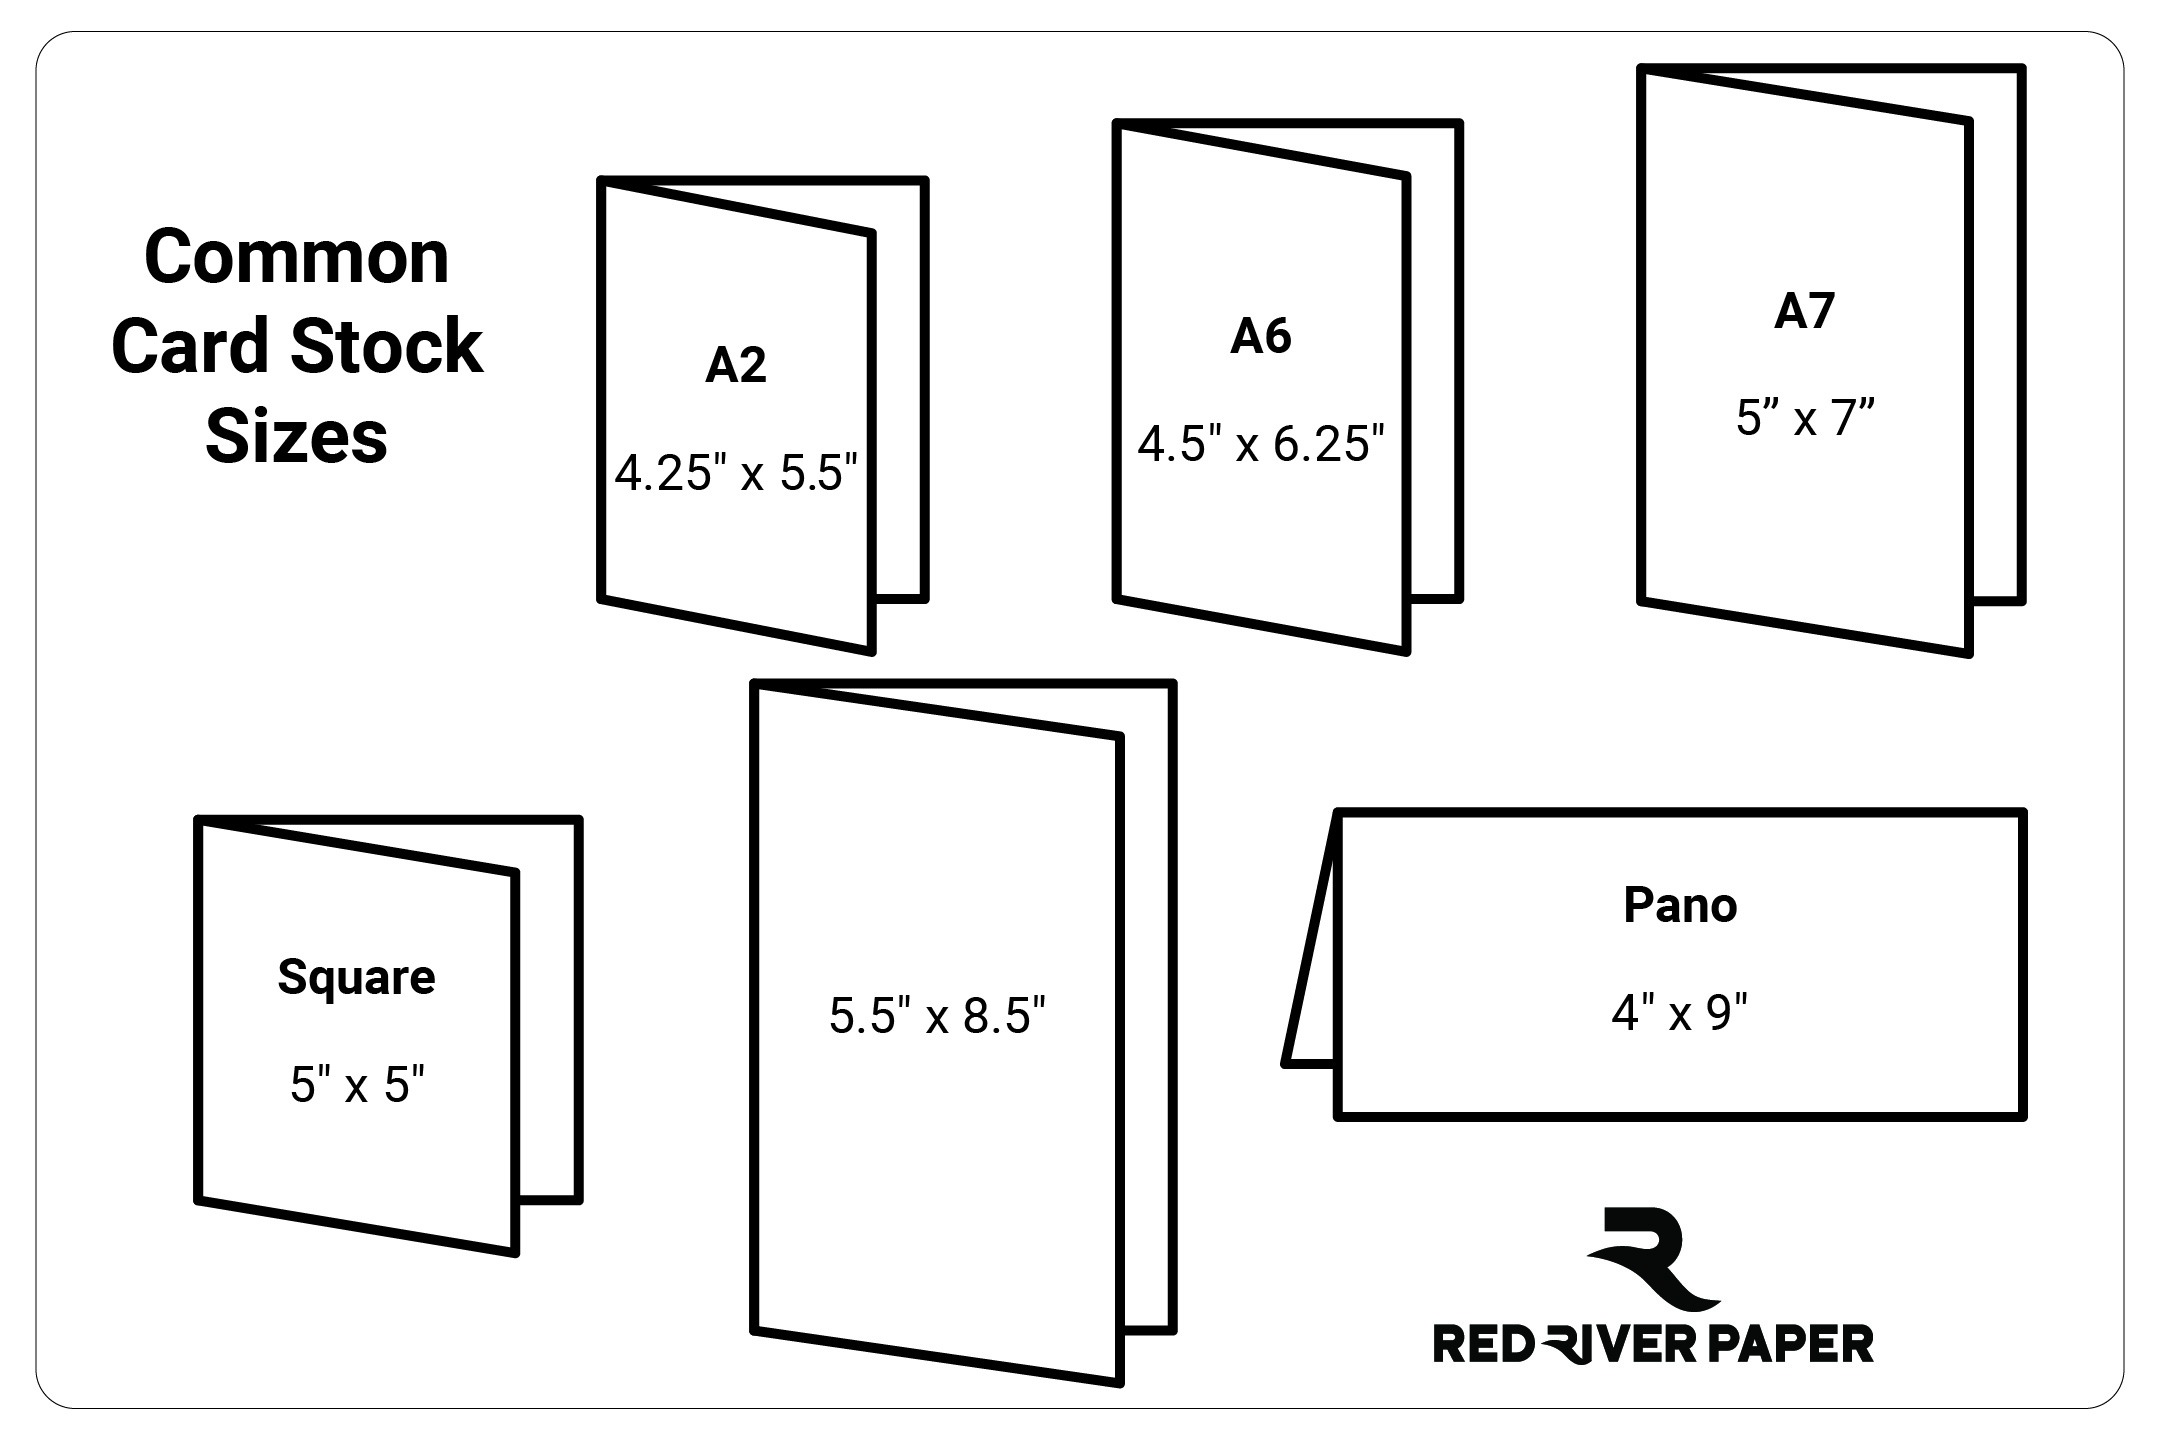 Common
Card Stock
Sizes
A2
4.25" x 5.5"
A6
4.5" x 6.25"
A7
5” x 7”
Square
5" x 5"
5.5" x 8.5"
Pano
4" x 9"
RED RIVER PAPER